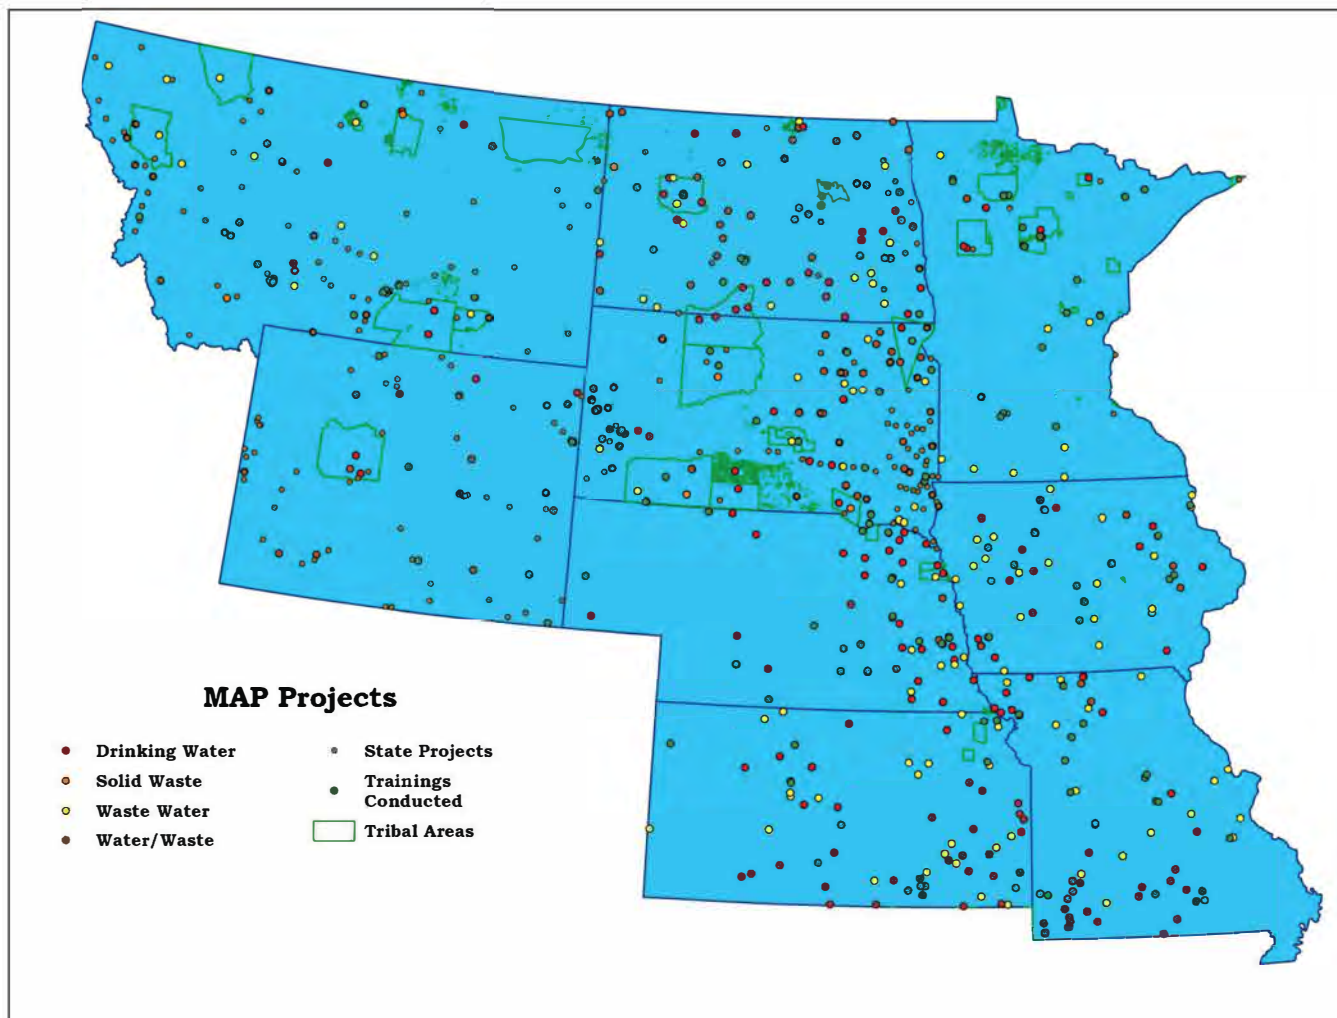 MAP Projects
Drinking Water
Solid Waste
Waste Water
Water/Waste
State Projects
Trainings
Conducted
Tribal Areas